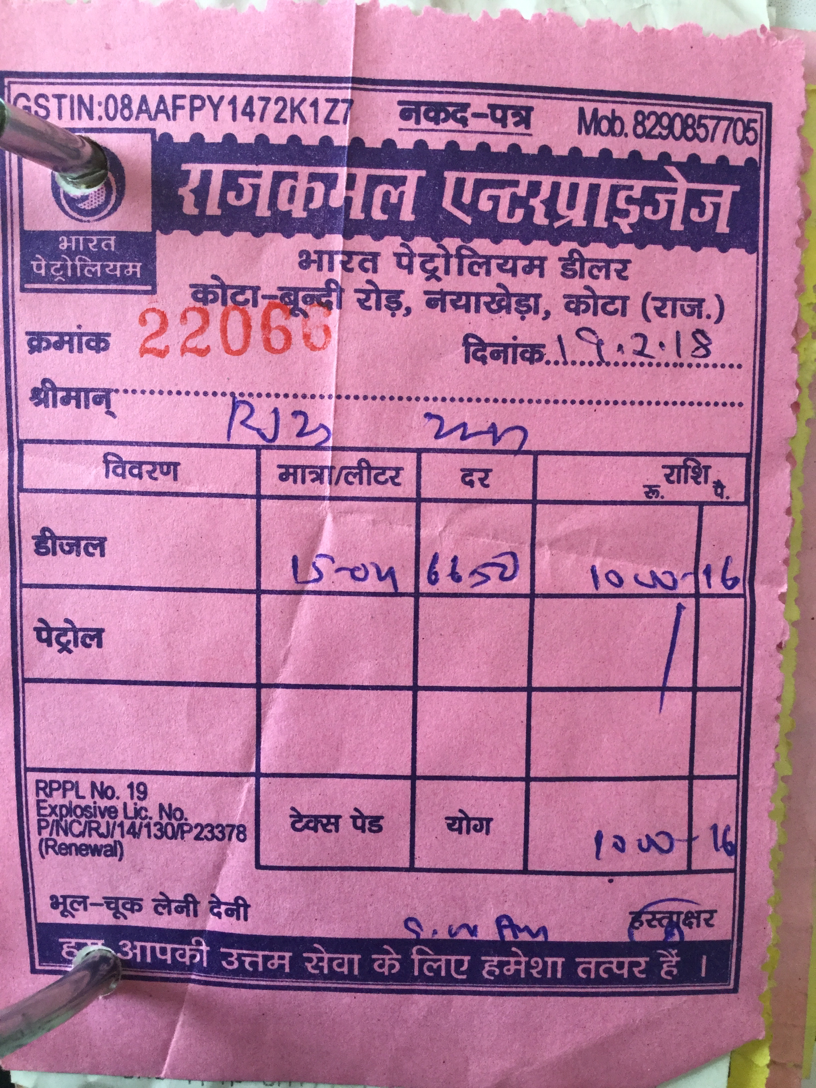 GSTIN:08AAFPY1472K1Z7 नकद-पत्र Mob. 8290857705
राजकमल एन्टरप्राइजेज
भारत पेट्रोलियम
भारत पेट्रोलियम डीलर
कोटा-बून्दी रोड़, नयाखेड़ा, कोटा (राज.)
क्रमांक 22066 दिनांक 19.2.18
श्रीमान्
विवरण मात्रा/लीटर दर राशि
रू. पै.
डीजल 15-04 6650 1000-16
पेट्रोल
RPPL No. 19
Explosive Lic. No.
P/NC/RJ/14/130/P23378
(Renewal)
टेक्स पेड योग 1000-16
भूल-चूक लेनी देनी हस्ताक्षर
हम आपकी उत्तम सेवा के लिए हमेशा तत्पर हैं ।